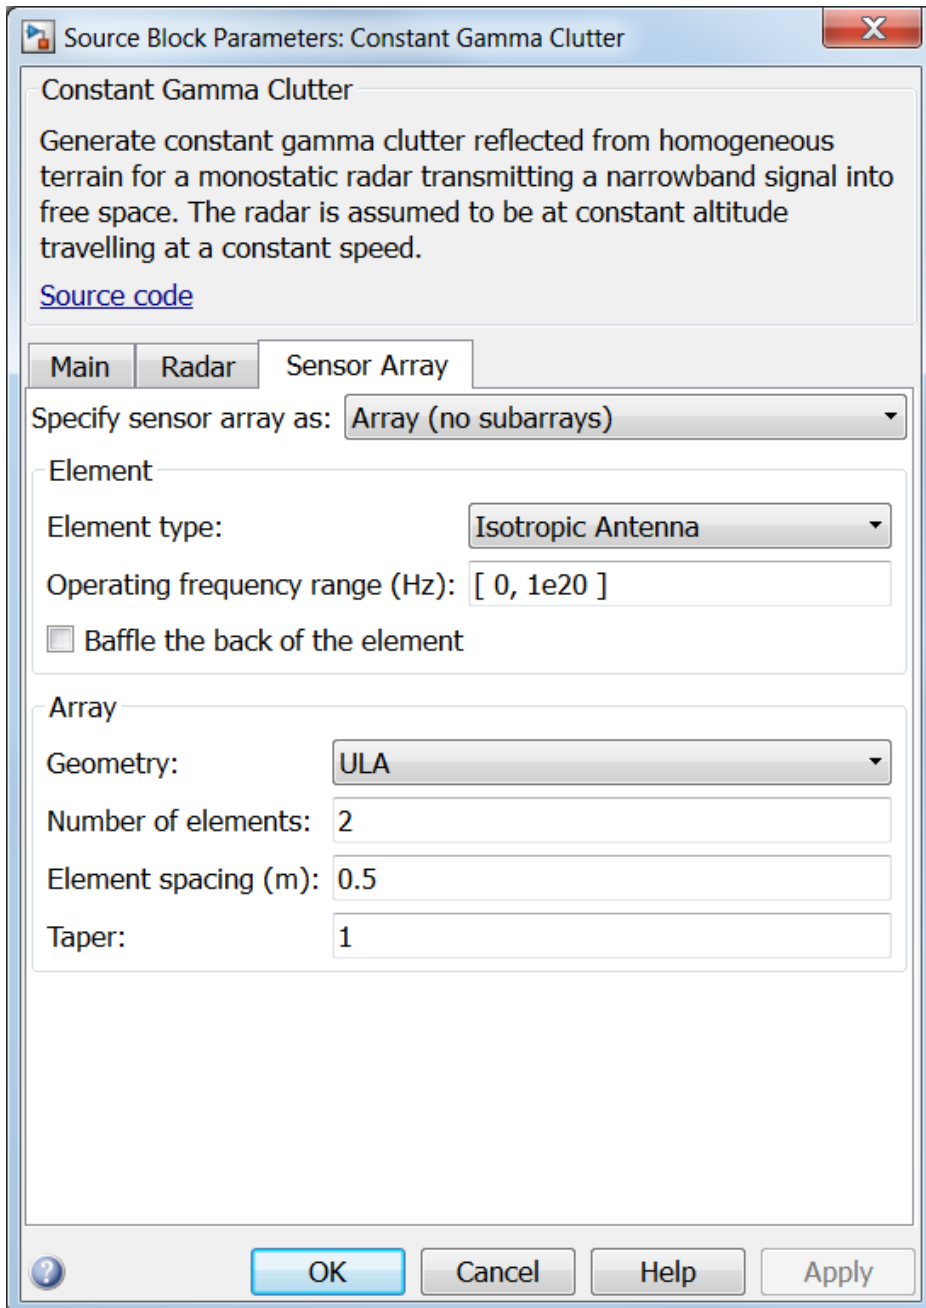 Source Block Parameters: Constant Gamma Clutter
X
Constant Gamma Clutter
Generate constant gamma clutter reflected from homogeneous
terrain for a monostatic radar transmitting a narrowband signal into
free space. The radar is assumed to be at constant altitude
travelling at a constant speed.
Source code
Main Radar Sensor Array
Specify sensor array as: Array (no subarrays)
Element
Element type: Isotropic Antenna
Operating frequency range (Hz): [ 0, 1e20 ]
Baffle the back of the element
Array
Geometry: ULA
Number of elements: 2
Element spacing (m): 0.5
Taper: 1
? OK Cancel Help Apply